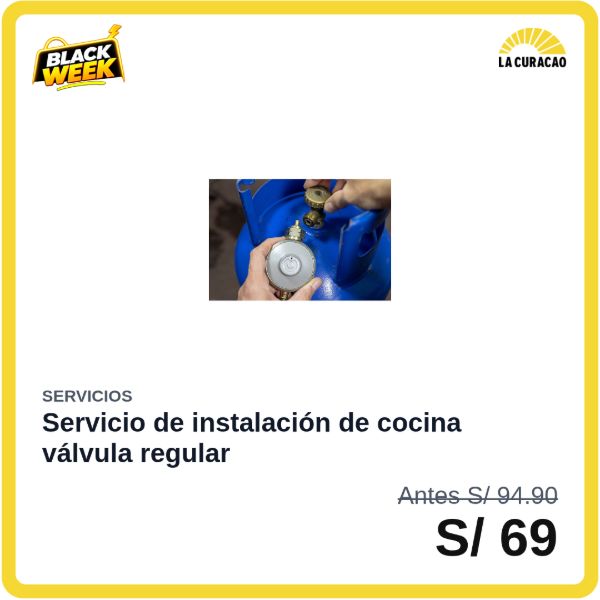 BLACK
WEEK
LA CURACAO
SERVICIOS
Servicio de instalación de cocina
válvula regular
Antes S/ 94.90
S/ 69